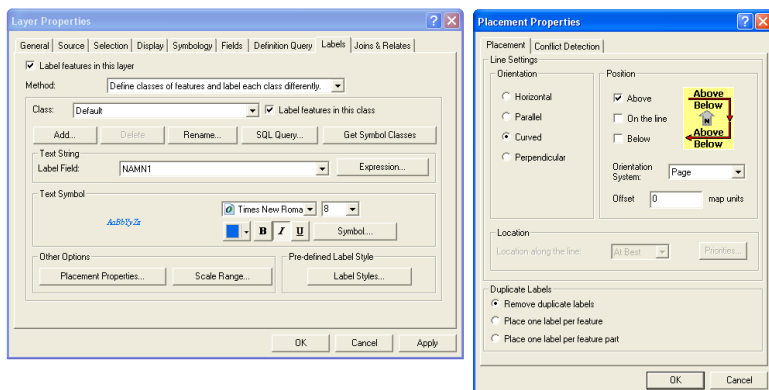 Layer Properties
General Source Selection Display Symbology Fields Definition Query Labels Joins & Relates
Label features in this layer
Method: Define classes of features and label each class differently.
Class: Default Label features in this class
Add... Delete Rename... SQL Query... Get Symbol Classes
Text String
Label Field: NAMN1 Expression...
Text Symbol
AaBbYyZz
Times New Roma 8
B I U Symbol...
Other Options Pre-defined Label Style
Placement Properties... Scale Range... Label Styles...
OK Cancel Apply
Placement Properties
Placement Conflict Detection
Line Settings
Orientation
Horizontal
Parallel
Curved
Perpendicular
Position
Above
On the line
Below
Above
Below
N
Above
Below
Orientation
System: Page
Offset 0 map units
Location
Location along the line: At Best Priorities...
Duplicate Labels
Remove duplicate labels
Place one label per feature
Place one label per feature part
OK Cancel